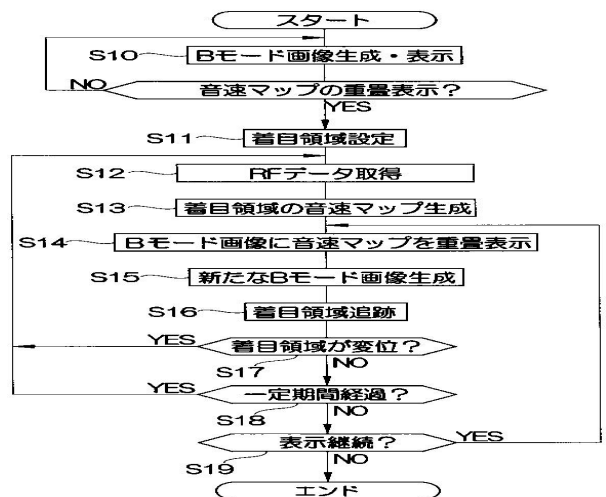 スタート
S10 Bモード画像生成・表示
NO 音速マップの重畳表示？
YES
S11 着目領域設定
S12 RFデータ取得
S13 着目領域の音速マップ生成
S14 Bモード画像に音速マップを重畳表示
S15 新たなBモード画像生成
S16 着目領域追跡
YES 着目領域が変位？
S17 NO
YES 一定期間経過？
S18 NO
表示継続？ YES
S19 NO
エンド